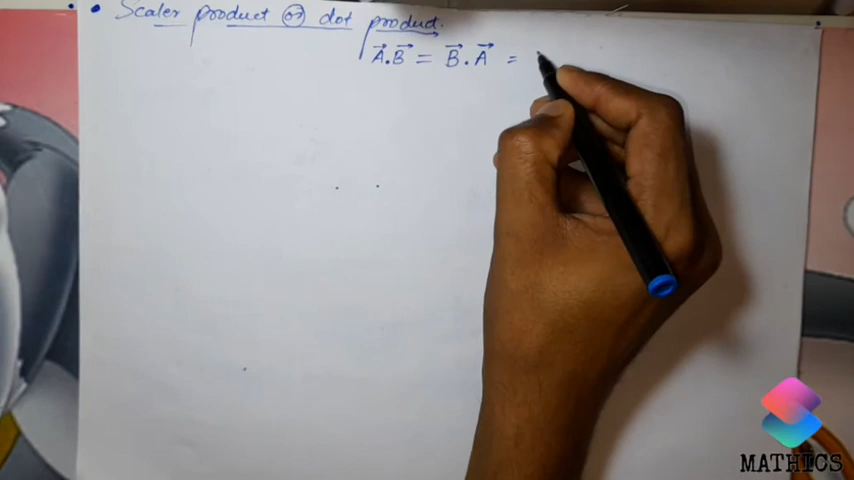 • Scaler product or dot product.
A⃗.B⃗ = B⃗.A⃗ =
MATHICS